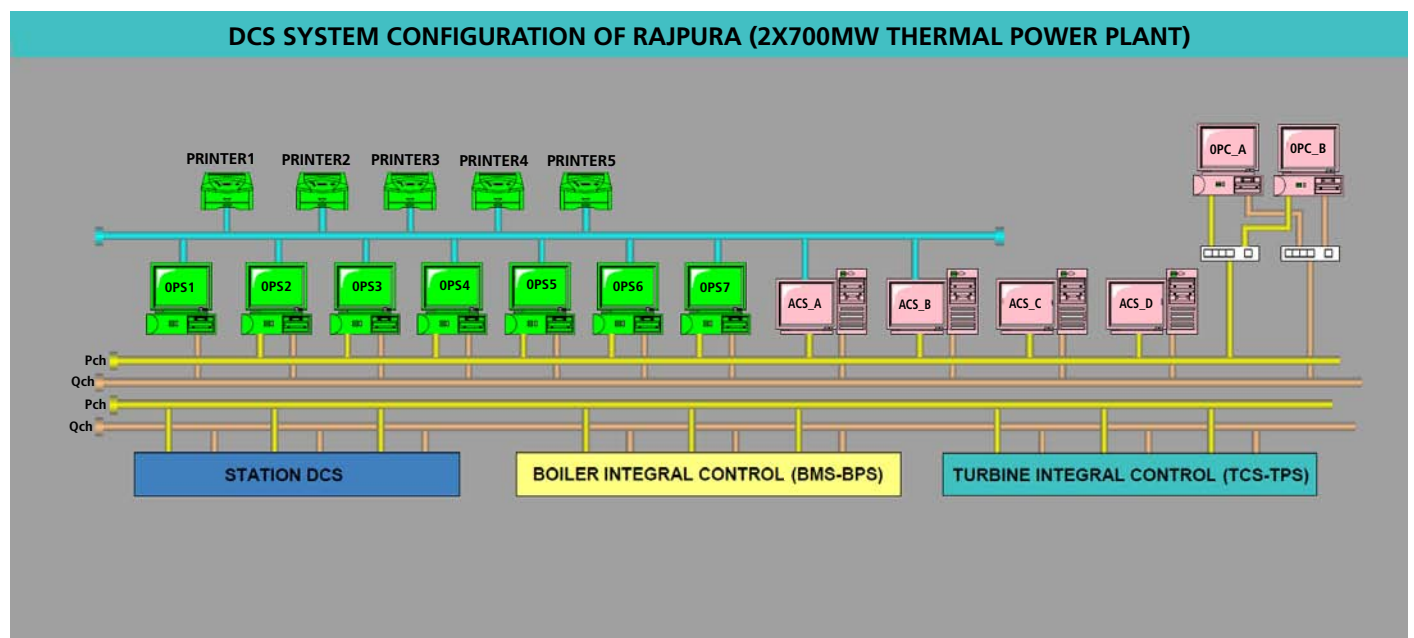 DCS SYSTEM CONFIGURATION OF RAJPURA (2X700MW THERMAL POWER PLANT)
OPC_A
OPC_B
PRINTER1
PRINTER2
PRINTER3
PRINTER4
PRINTER5
OPS1
OPS2
OPS3
OPS4
OPS5
OPS6
OPS7
ACS_A
ACS_B
ACS_C
ACS_D
Pch
Qch
Pch
Qch
STATION DCS
BOILER INTEGRAL CONTROL (BMS-BPS)
TURBINE INTEGRAL CONTROL (TCS-TPS)